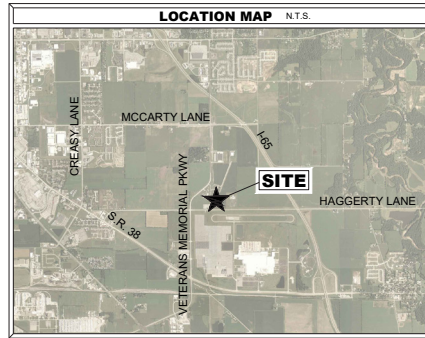 LOCATION MAP N.T.S.
CREASY LANE
MCCARTY LANE
I-65
SITE
HAGGERTY LANE
VETERANS MEMORIAL PKWY
S.R. 38